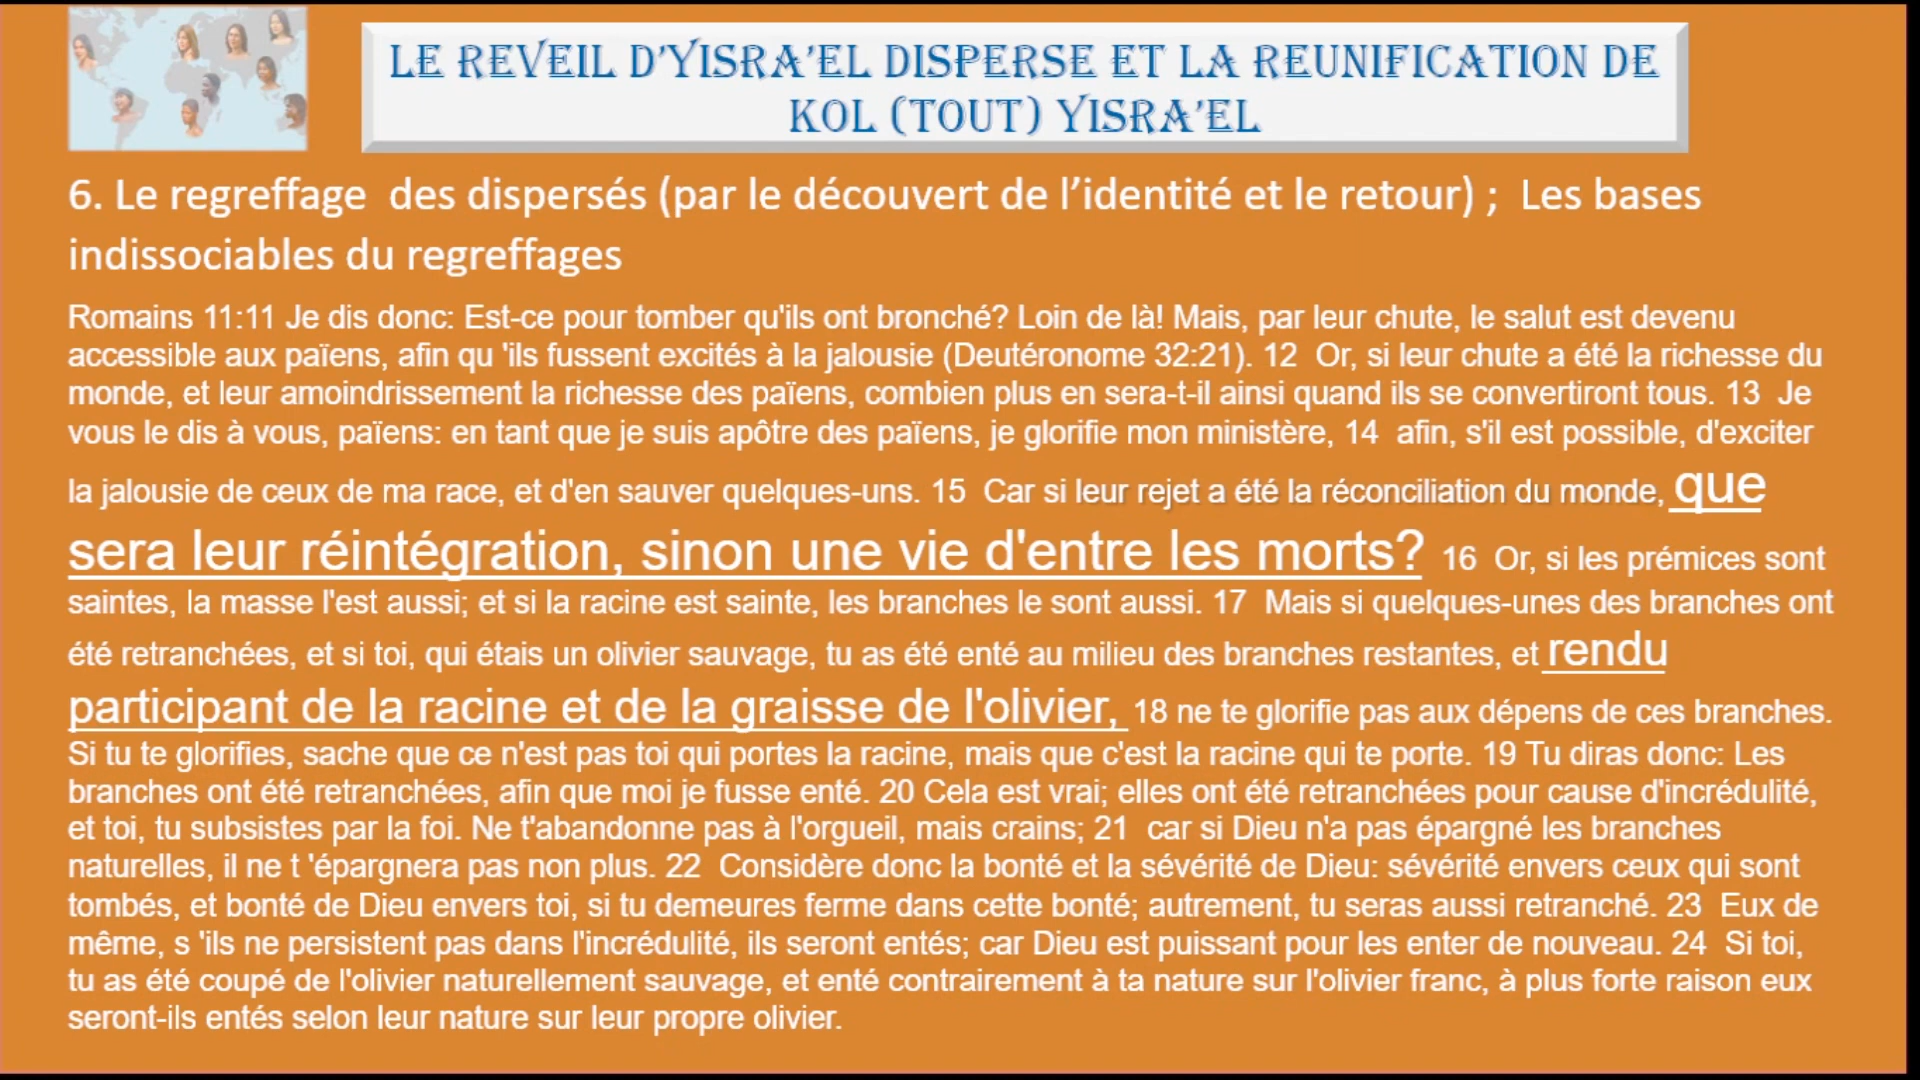 LE REVEIL D'YISRA'EL DISPERSE ET LA REUNIFICATION DE
KOL (TOUT) YISRA'EL
6. Le regreffage des dispersés (par le découvert de l’identité et le retour) ; Les bases
indissociables du regreffages
Romains 11:11 Je dis donc: Est-ce pour tomber qu'ils ont bronché? Loin de là! Mais, par leur chute, le salut est devenu
accessible aux païens, afin qu 'ils fussent excités à la jalousie (Deutéronome 32:21). 12 Or, si leur chute a été la richesse du
monde, et leur amoindrissement la richesse des païens, combien plus en sera-t-il ainsi quand ils se convertiront tous. 13 Je
vous le dis à vous, païens: en tant que je suis apôtre des païens, je glorifie mon ministère, 14 afin, s'il est possible, d'exciter
la jalousie de ceux de ma race, et d'en sauver quelques-uns. 15 Car si leur rejet a été la réconciliation du monde, que
sera leur réintégration, sinon une vie d'entre les morts? 16 Or, si les prémices sont
saintes, la masse l'est aussi; et si la racine est sainte, les branches le sont aussi. 17 Mais si quelques-unes des branches ont
été retranchées, et si toi, qui étais un olivier sauvage, tu as été enté au milieu des branches restantes, et rendu
participant de la racine et de la graisse de l'olivier, 18 ne te glorifie pas aux dépens de ces branches.
Si tu te glorifies, sache que ce n'est pas toi qui portes la racine, mais que c'est la racine qui te porte. 19 Tu diras donc: Les
branches ont été retranchées, afin que moi je fusse enté. 20 Cela est vrai; elles ont été retranchées pour cause d'incrédulité,
et toi, tu subsistes par la foi. Ne t'abandonne pas à l'orgueil, mais crains; 21 car si Dieu n'a pas épargné les branches
naturelles, il ne t 'épargnera pas non plus. 22 Considère donc la bonté et la sévérité de Dieu: sévérité envers ceux qui sont
tombés, et bonté de Dieu envers toi, si tu demeures ferme dans cette bonté; autrement, tu seras aussi retranché. 23 Eux de
même, s 'ils ne persistent pas dans l'incrédulité, ils seront entés; car Dieu est puissant pour les enter de nouveau. 24 Si toi,
tu as été coupé de l'olivier naturellement sauvage, et enté contrairement à ta nature sur l'olivier franc, à plus forte raison eux
seront-ils entés selon leur nature sur leur propre olivier.